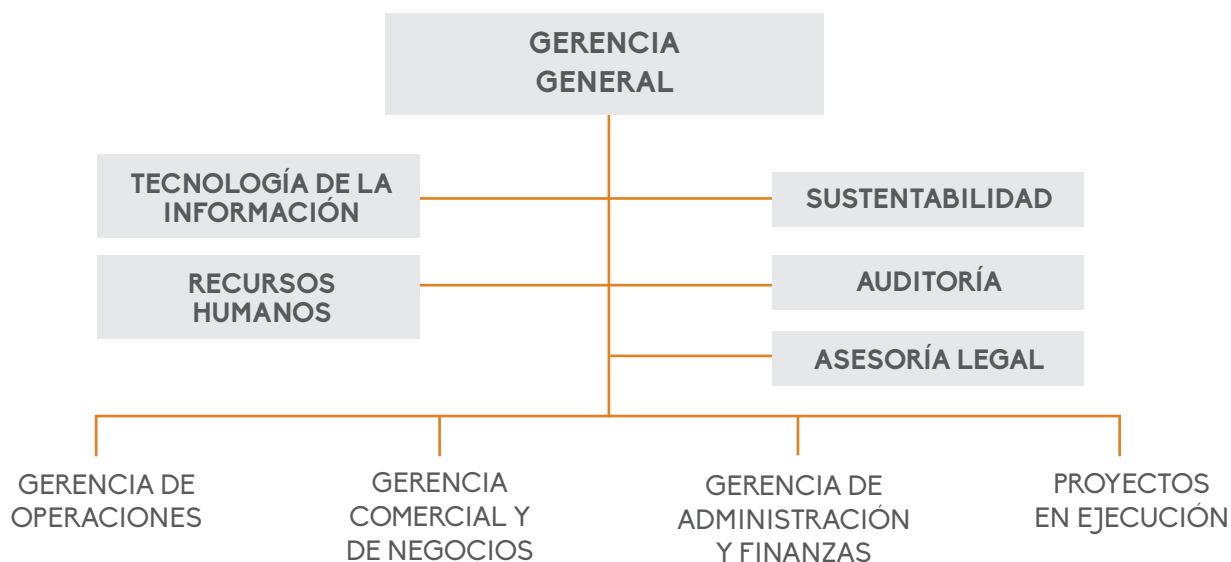 GERENCIA
GENERAL
TECNOLOGÍA DE LA
INFORMACIÓN
SUSTENTABILIDAD
RECURSOS
HUMANOS
AUDITORÍA
ASESORÍA LEGAL
GERENCIA DE
OPERACIONES
GERENCIA
COMERCIAL Y
DE NEGOCIOS
GERENCIA DE
ADMINISTRACIÓN
Y FINANZAS
PROYECTOS
EN EJECUCIÓN